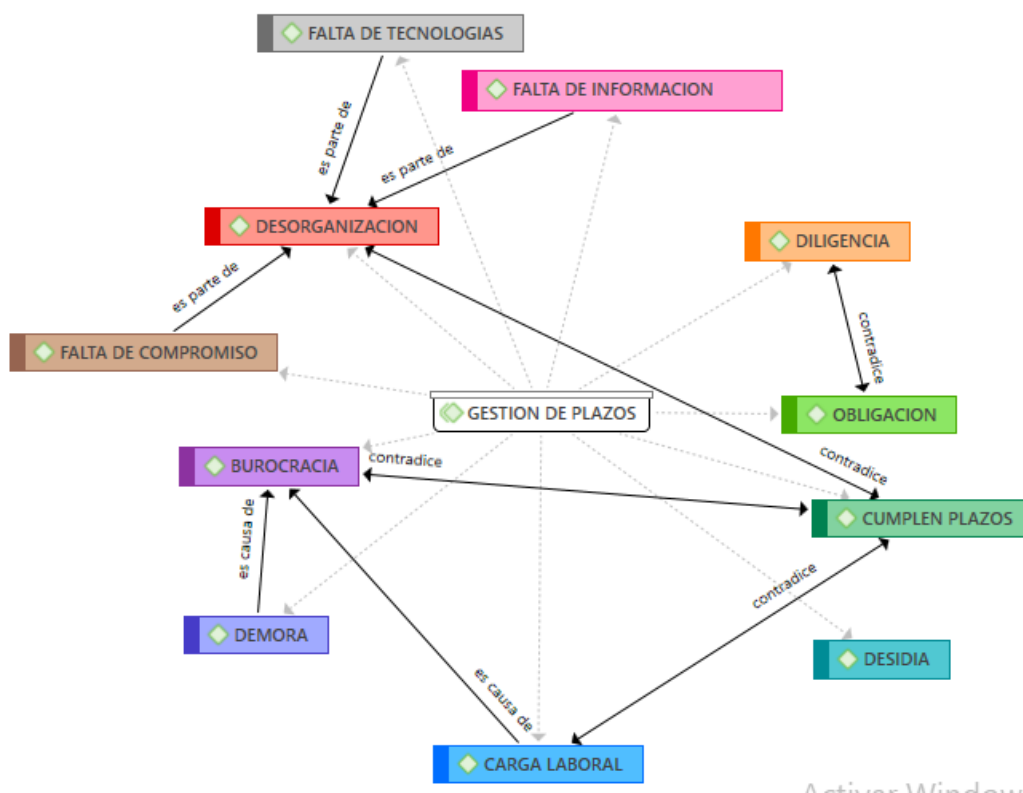 FALTA DE TECNOLOGIAS
FALTA DE INFORMACION
es parte de
es parte de
DESORGANIZACION
DILIGENCIA
es parte de
contradice
FALTA DE COMPROMISO
GESTION DE PLAZOS
OBLIGACION
BUROCRACIA
contradice
contradice
CUMPLEN PLAZOS
es causa de
contradice
DEMORA
DESIDIA
es causa de
CARGA LABORAL
Activar Window